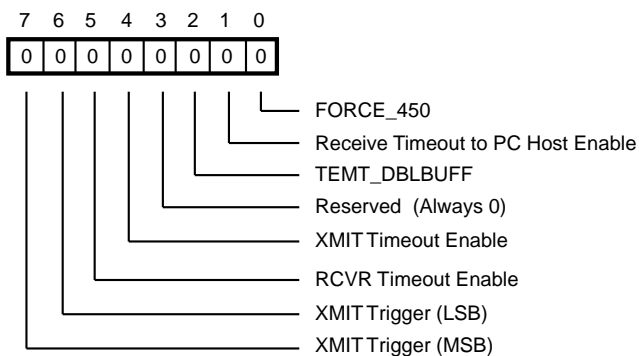 7 6 5 4 3 2 1 0
0 0 0 0 0 0 0 0
FORCE_450
Receive Timeout to PC Host Enable
TEMT_DBLBUFF
Reserved (Always 0)
XMIT Timeout Enable
RCVR Timeout Enable
XMIT Trigger (LSB)
XMIT Trigger (MSB)